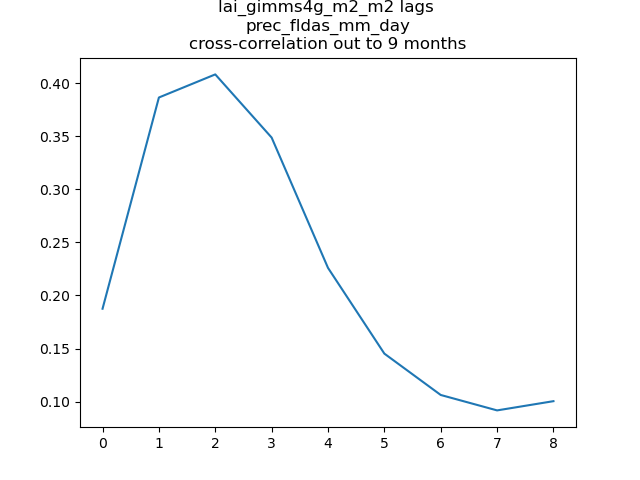 lai_gimms4g_m2_m2 lags
prec_fldas_mm_day
cross-correlation out to 9 months
0.40
0.35
0.30
0.25
0.20
0.15
0.10
0 1 2 3 4 5 6 7 8